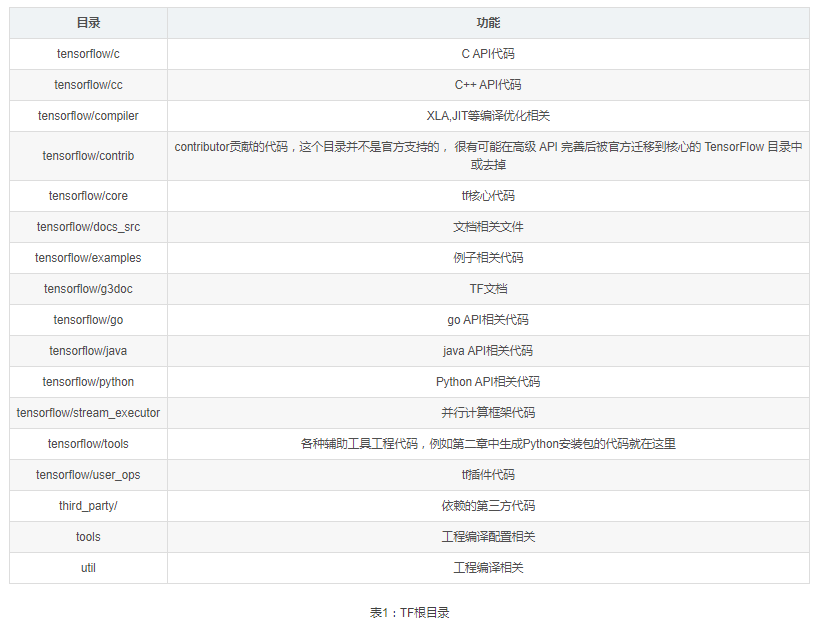 目录 功能
tensorflow/c C API代码
tensorflow/cc C++ API代码
tensorflow/compiler XLA,JIT等编译优化相关
tensorflow/contrib contributor贡献的代码，这个目录并不是官方支持的， 很有可能在高级 API 完善后被官方迁移到核心的 TensorFlow 目录中
或去掉
tensorflow/core tf核心代码
tensorflow/docs_src 文档相关文件
tensorflow/examples 例子相关代码
tensorflow/g3doc TF文档
tensorflow/go go API相关代码
tensorflow/java java API相关代码
tensorflow/python Python API相关代码
tensorflow/stream_executor 并行计算框架代码
tensorflow/tools 各种辅助工具工程代码，例如第二章中生成Python安装包的代码就在这里
tensorflow/user_ops tf插件代码
third_party/ 依赖的第三方代码
tools 工程编译配置相关
util 工程编译相关
表1：TF根目录